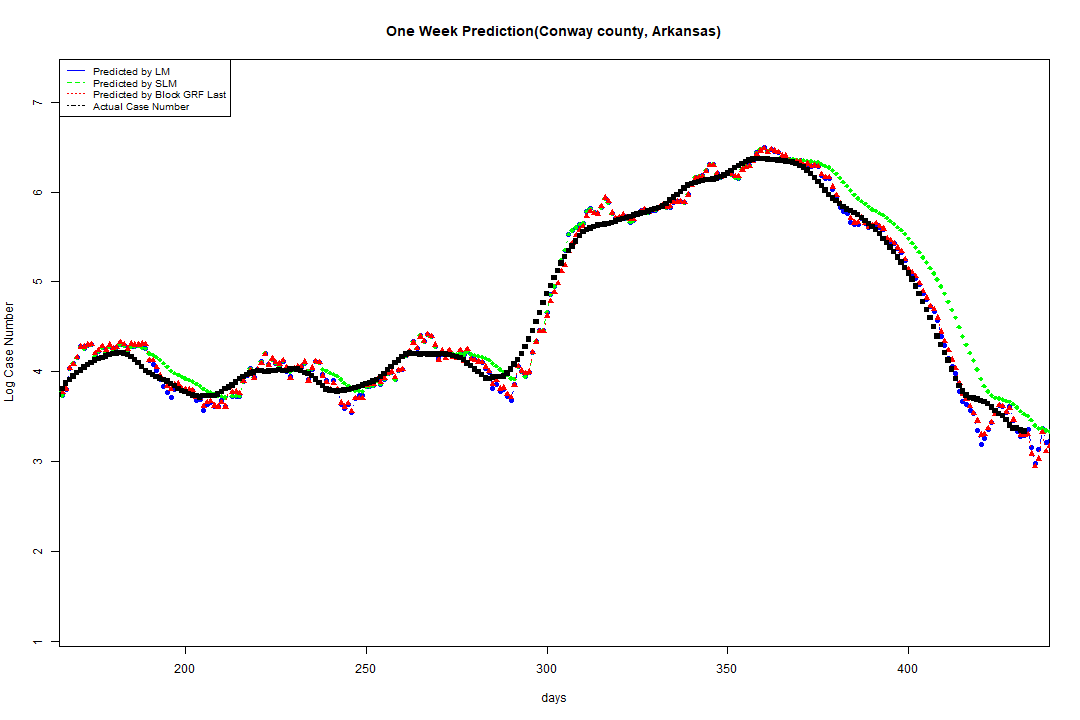 One Week Prediction(Conway county, Arkansas)
Predicted by LM
Predicted by SLM
Predicted by Block GRF Last
Actual Case Number
7
6
5
4
3
2
1
Log Case Number
200 250 300 350 400
days